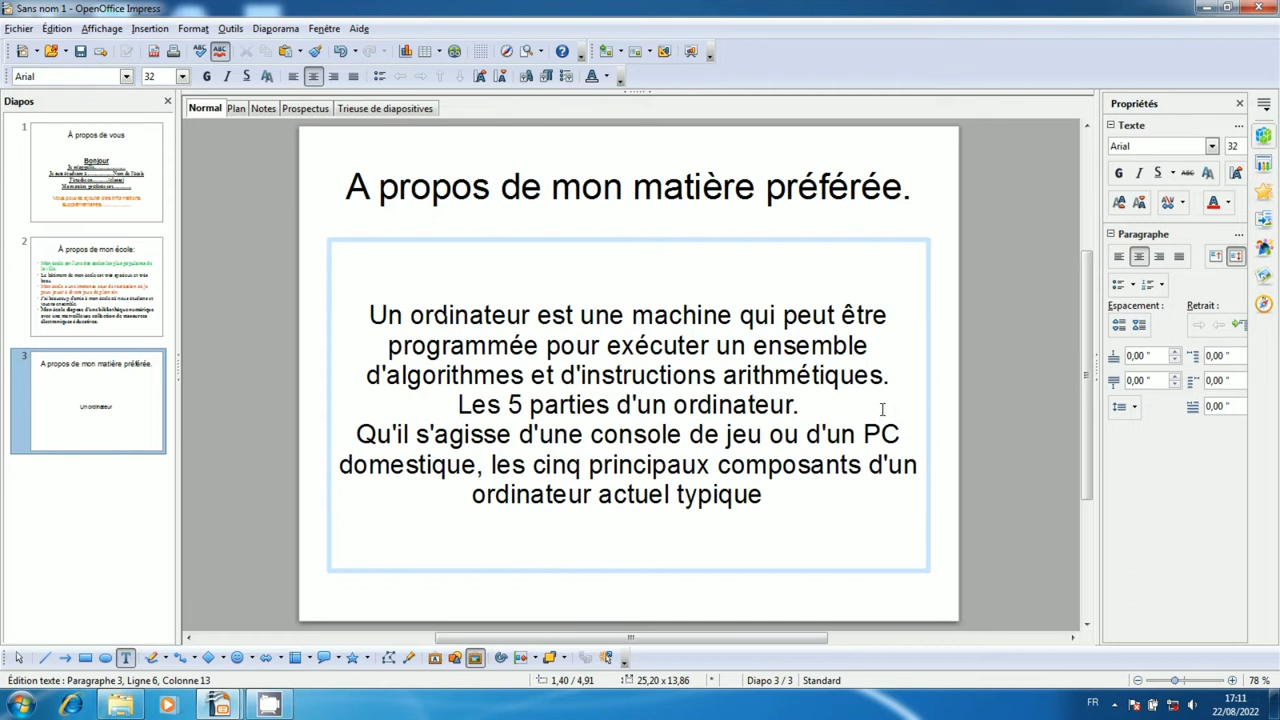 Sans nom 1 - OpenOffice Impress
Fichier Édition Affichage Insertion Format Outils Diaporama Fenêtre Aide
Arial 32
Diapos
Normal Plan Notes Prospectus Trieuse de diapositives
1
À propos de vous
Bonjour
2
À propos de mon école:
3
A propos de mon matière préférée.
Un ordinateur
A propos de mon matière préférée.
Un ordinateur est une machine qui peut être
programmée pour exécuter un ensemble
d'algorithmes et d'instructions arithmétiques.
Les 5 parties d'un ordinateur.
Qu'il s'agisse d'une console de jeu ou d'un PC
domestique, les cinq principaux composants d'un
ordinateur actuel typique
Propriétés
Texte
Arial 32
Paragraphe
Espacement : Retrait :
0,00 " 0,00 "
0,00 " 0,00 "
0,00 "
Édition texte : Paragraphe 3, Ligne 6, Colonne 13 1,40 / 4,91 25,20 x 13,86 * Diapo 3 / 3 Standard 78 %
FR 17:11
22/08/2022